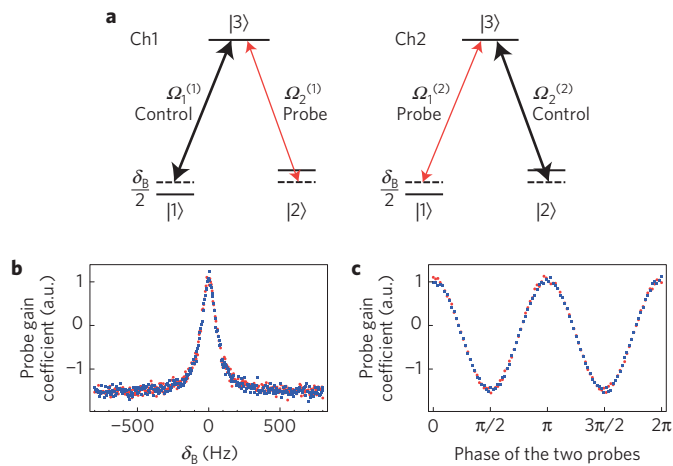 a
Ch1
|3⟩
Ω₁⁽¹⁾
Control
Ω₂⁽¹⁾
Probe
δB
2
|1⟩
|2⟩
Ch2
|3⟩
Ω₁⁽²⁾
Probe
Ω₂⁽²⁾
Control
δB
2
|1⟩
|2⟩
b
Probe gain
coefficient (a.u.)
1
0
−1
−500
0
500
δB (Hz)
c
Probe gain
coefficient (a.u.)
1
0
−1
0
π/2
π
3π/2
2π
Phase of the two probes